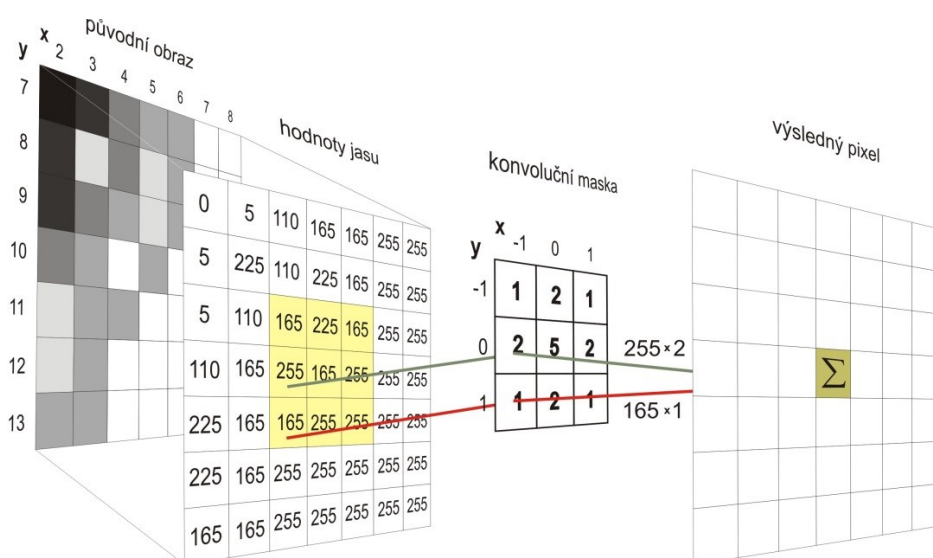 původní obraz
x 2 3 4 5 6 7 8
y
7
8
9
10
11
12
13
hodnoty jasu
0 5 110 165 165 255 255
5 225 110 225 165 255 255
5 110 165 225 165 255 255
110 165 255 165 255 255 255
225 165 165 255 255 255 255
225 165 255 255 255 255 255
165 165 255 255 255 255 255
konvoluční maska
x -1 0 1
y
-1 1 2 1
0 2 5 2
1 1 2 1
255×2
165×1
výsledný pixel
∑